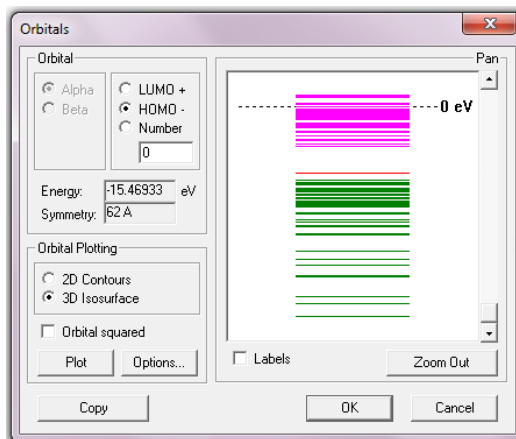 Orbitals
Orbital
Alpha
Beta
LUMO +
HOMO -
Number
0
Energy: -15.46933 eV
Symmetry: 62 A
Orbital Plotting
2D Contours
3D Isosurface
Orbital squared
Plot
Options...
Pan
0 eV
Labels
Zoom Out
Copy
OK
Cancel